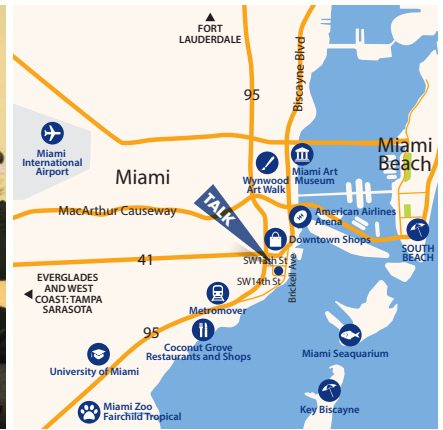 FORT
LAUDERDALE
Biscayne Blvd
95
Miami
International
Airport
Miami
Beach
Miami Art
Museum
Wynwood
Art Walk
Miami
MacArthur Causeway
TALK
American Airlines
Arena
Downtown Shops
SOUTH
BEACH
41
SW13th St
SW14th St
Brickell Ave
EVERGLADES
AND WEST
COAST: TAMPA
SARASOTA
Metromover
95
Coconut Grove
Restaurants and Shops
Miami Seaquarium
University of Miami
Miami Zoo
Fairchild Tropical
Key Biscayne